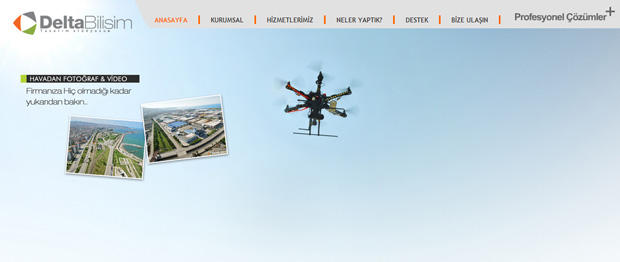 DeltaBilişim
Tasarım Stüdyosu
ANASAYFA | KURUMSAL | HİZMETLERİMİZ | NELER YAPTIK? | DESTEK | BİZE ULAŞIN
Profesyonel Çözümler+
HAVADAN FOTOĞRAF & VİDEO
Firmanıza Hiç olmadığı kadar
yukarıdan bakın..